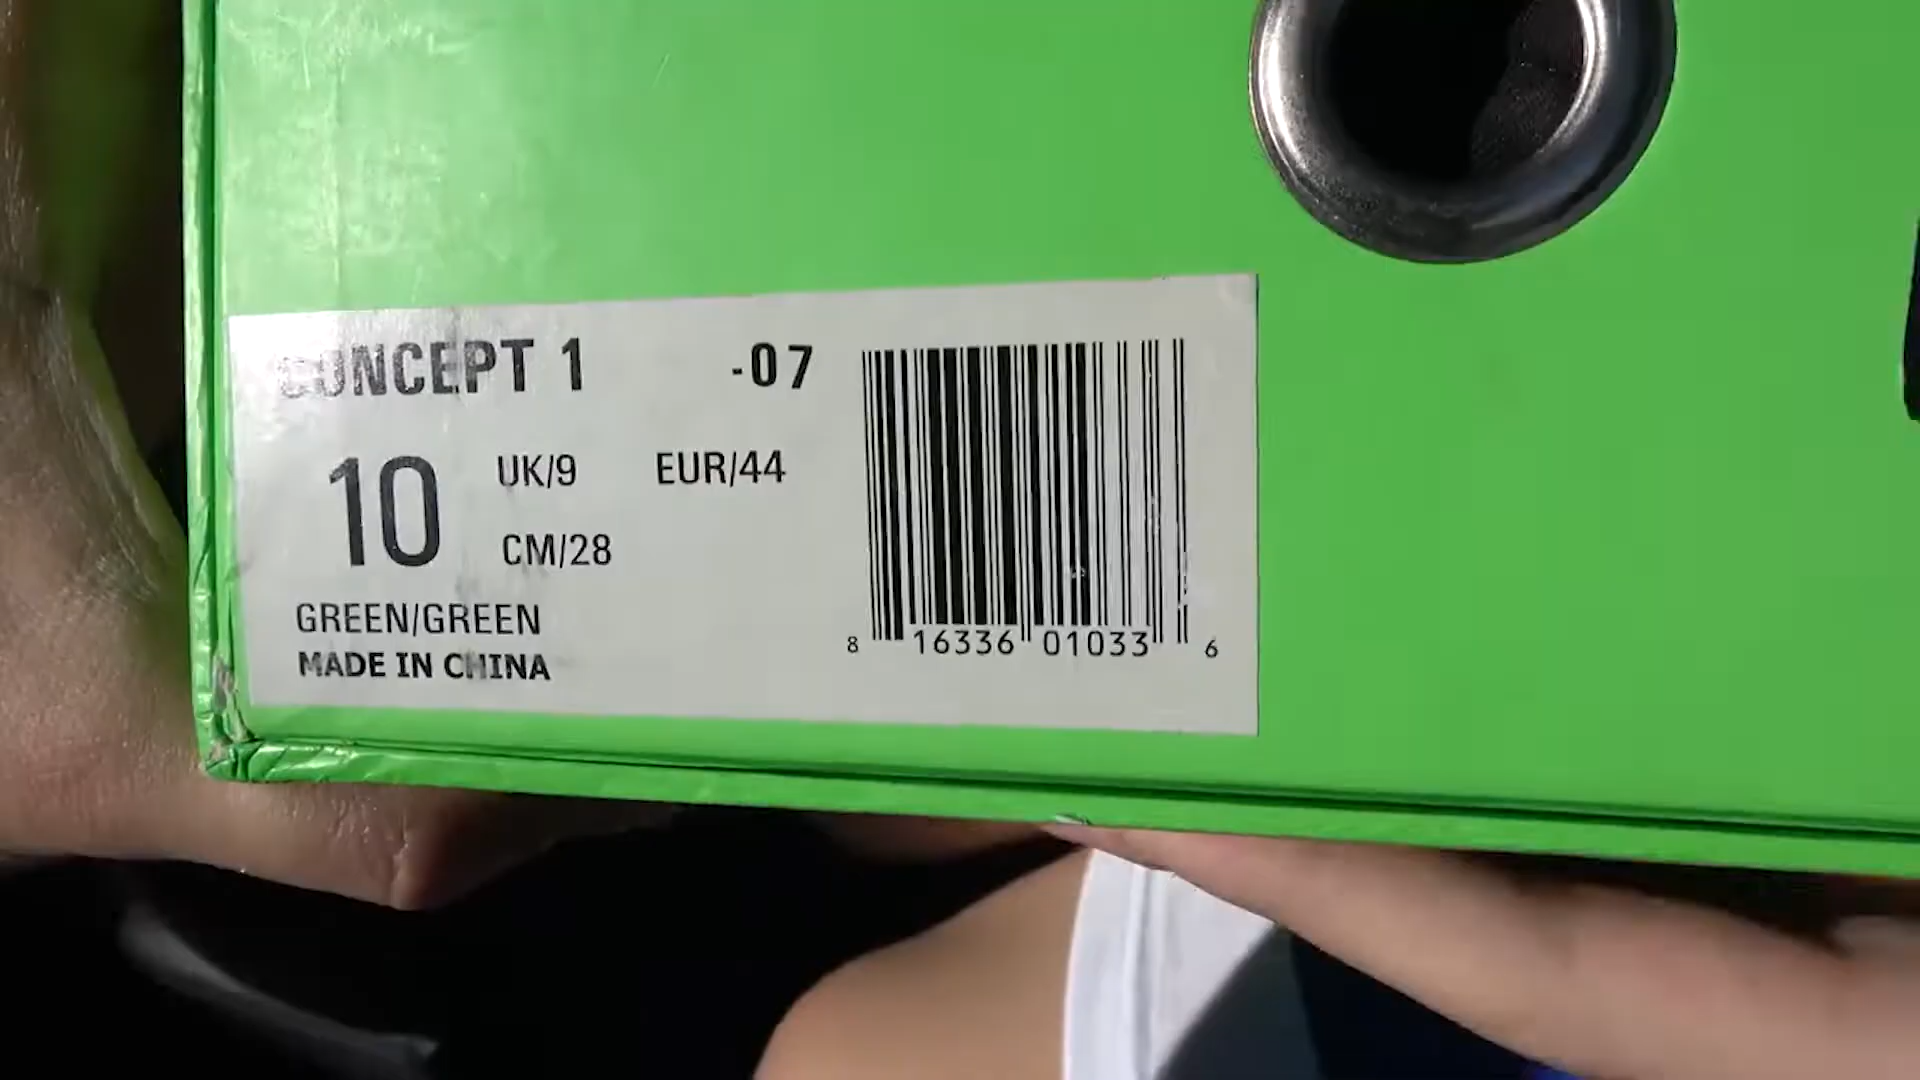 CONCEPT 1 -07
10 UK/9 EUR/44
CM/28
GREEN/GREEN
MADE IN CHINA
8 16336 01033 6